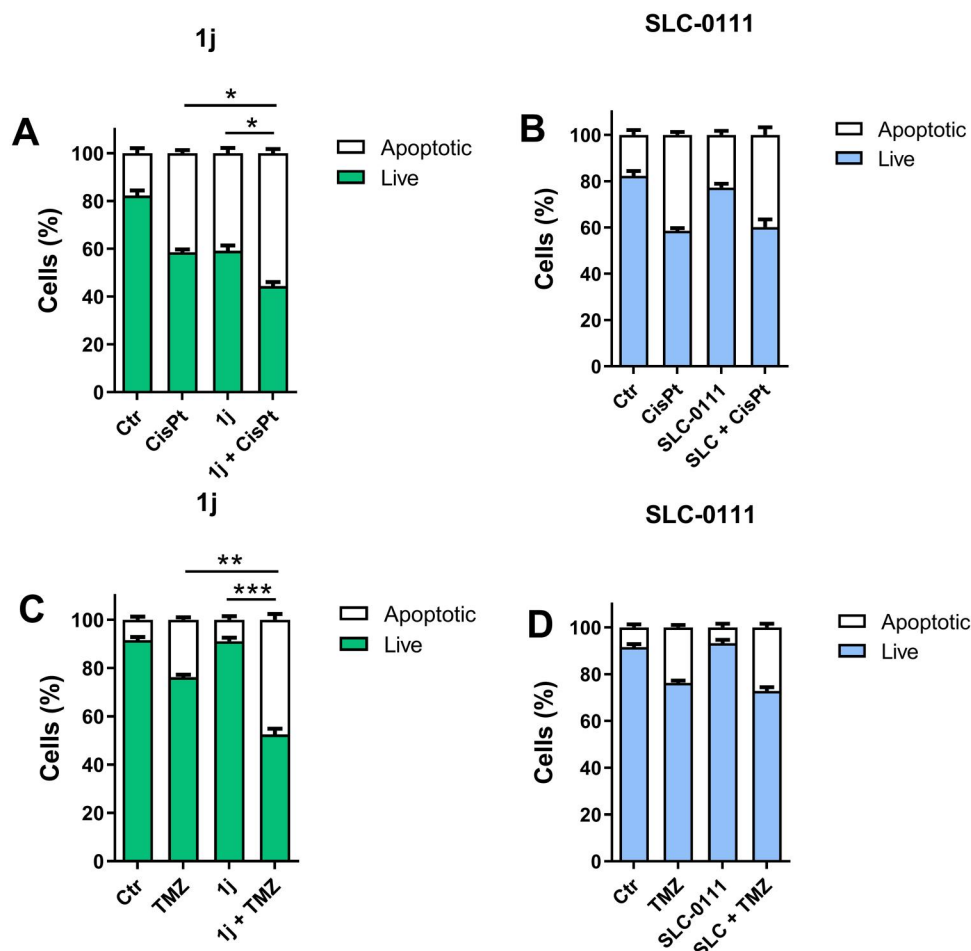 1j
SLC-0111
A
*
*
Apoptotic
Live
Cells (%)
100
80
60
40
20
0
Ctr
CisPt
1j
1j + CisPt
B
Apoptotic
Live
Cells (%)
100
80
60
40
20
0
Ctr
CisPt
SLC-0111
SLC + CisPt
1j
SLC-0111
C
**
***
Apoptotic
Live
Cells (%)
100
80
60
40
20
0
Ctr
TMZ
1j
1j + TMZ
D
Apoptotic
Live
Cells (%)
100
80
60
40
20
0
Ctr
TMZ
SLC-0111
SLC + TMZ